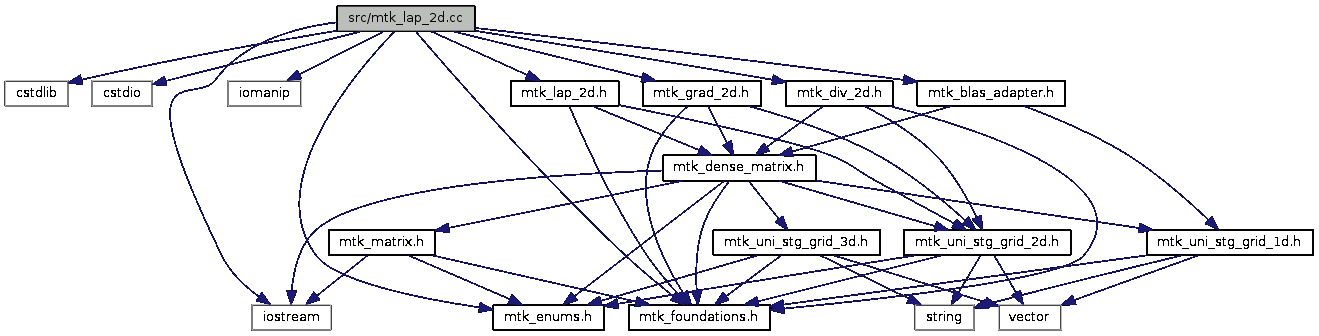 src/mtk_lap_2d.cc
cstdlib
cstdio
iomanip
mtk_lap_2d.h
mtk_grad_2d.h
mtk_div_2d.h
mtk_blas_adapter.h
mtk_dense_matrix.h
mtk_matrix.h
mtk_uni_stg_grid_3d.h
mtk_uni_stg_grid_2d.h
mtk_uni_stg_grid_1d.h
iostream
mtk_enums.h
mtk_foundations.h
string
vector